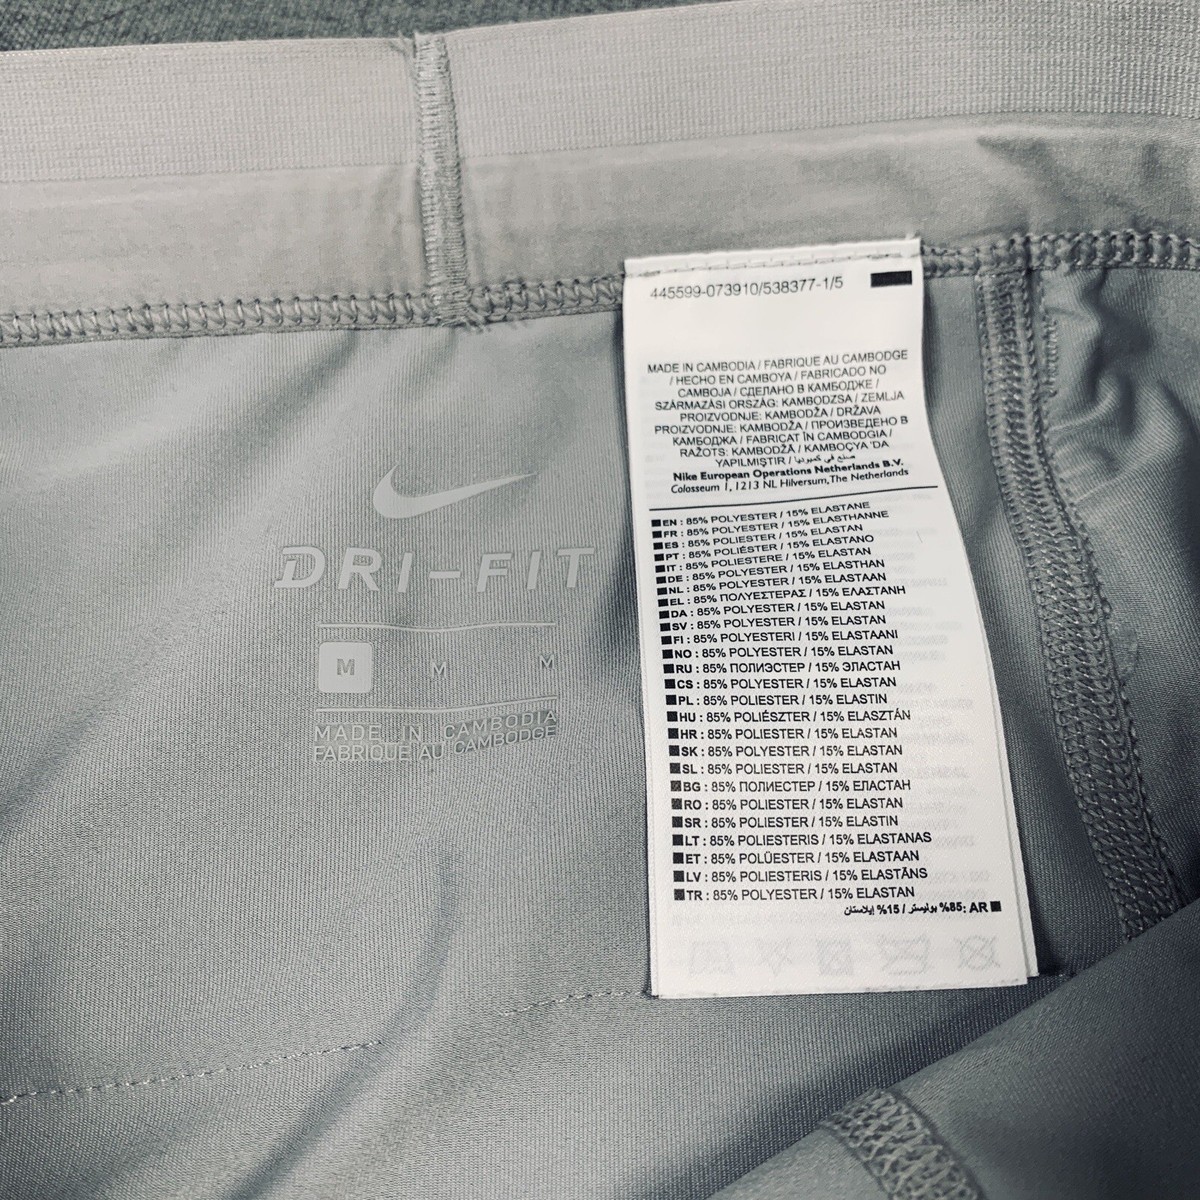 DRI-FIT
M M M
MADE IN CAMBODIA
FABRIQUE AU CAMBODGE
445599-073910/538377-1/5
MADE IN CAMBODIA / FABRIQUE AU CAMBODGE
/ HECHO EN CAMBOYA / FABRICADO NO
CAMBOJA / СДЕЛАНО В КАМБОДЖЕ /
SZÁRMAZÁSI ORSZÁG: KAMBODZSA / ZEMLJA
PROIZVODNJE: KAMBODŽA / DRŽAVA
PROIZVODNJE: KAMBODŽA / ПРОИЗВЕДЕНО В
КАМБОДЖА / FABRICAT ÎN CAMBODGIA /
RAŽOTS: KAMBODŽĀ / KAMBOÇYA 'DA
YAPILMIŞTIR / صنع في كمبوديا
Nike European Operations Netherlands B.V.
Colosseum 1, 1213 NL Hilversum, The Netherlands
EN : 85% POLYESTER / 15% ELASTANE
FR : 85% POLYESTER / 15% ELASTHANNE
ES : 85% POLIESTER / 15% ELASTAN
PT : 85% POLIÉSTER / 15% ELASTANO
IT : 85% POLIESTERE / 15% ELASTAN
DE : 85% POLYESTER / 15% ELASTHAN
NL : 85% POLYESTER / 15% ELASTAAN
EL : 85% ΠΟΛΥΕΣΤΕΡΑΣ / 15% ΕΛΑΣΤΑΝΗ
DA : 85% POLYESTER / 15% ELASTAN
SV : 85% POLYESTER / 15% ELASTAN
FI : 85% POLYESTERI / 15% ELASTAANI
NO : 85% POLYESTER / 15% ELASTAN
RU : 85% ПОЛИЭСТЕР / 15% ЭЛАСТАН
CS : 85% POLYESTER / 15% ELASTAN
PL : 85% POLIESTER / 15% ELASTIN
HU : 85% POLIÉSZTER / 15% ELASZTÁN
HR : 85% POLIESTER / 15% ELASTAN
SK : 85% POLYESTER / 15% ELASTAN
SL : 85% POLIESTER / 15% ELASTAN
BG : 85% ПОЛИЕСТЕР / 15% ЕЛАСТАН
RO : 85% POLIESTER / 15% ELASTAN
SR : 85% POLIESTER / 15% ELASTIN
LT : 85% POLIESTERIS / 15% ELASTANAS
ET : 85% POLÜESTER / 15% ELASTAAN
LV : 85% POLIESTERIS / 15% ELASTĀNS
TR : 85% POLYESTER / 15% ELASTAN
AR :85% بوليستر / 15% إيلاستان